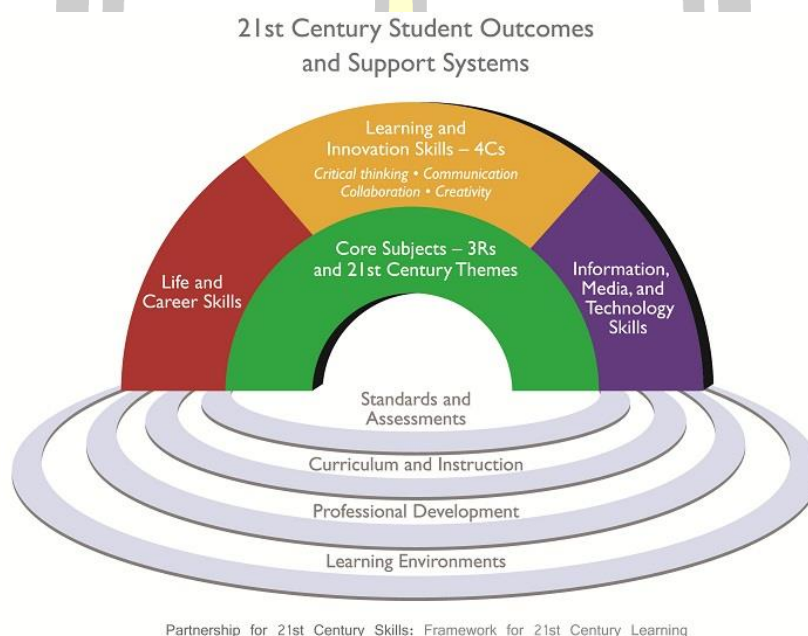 21st Century Student Outcomes
and Support Systems
Learning and
Innovation Skills – 4Cs
Critical thinking • Communication
Collaboration • Creativity
Core Subjects – 3Rs
and 21st Century Themes
Life and
Career Skills
Information,
Media, and
Technology
Skills
Standards and
Assessments
Curriculum and Instruction
Professional Development
Learning Environments
Partnership for 21st Century Skills: Framework for 21st Century Learning